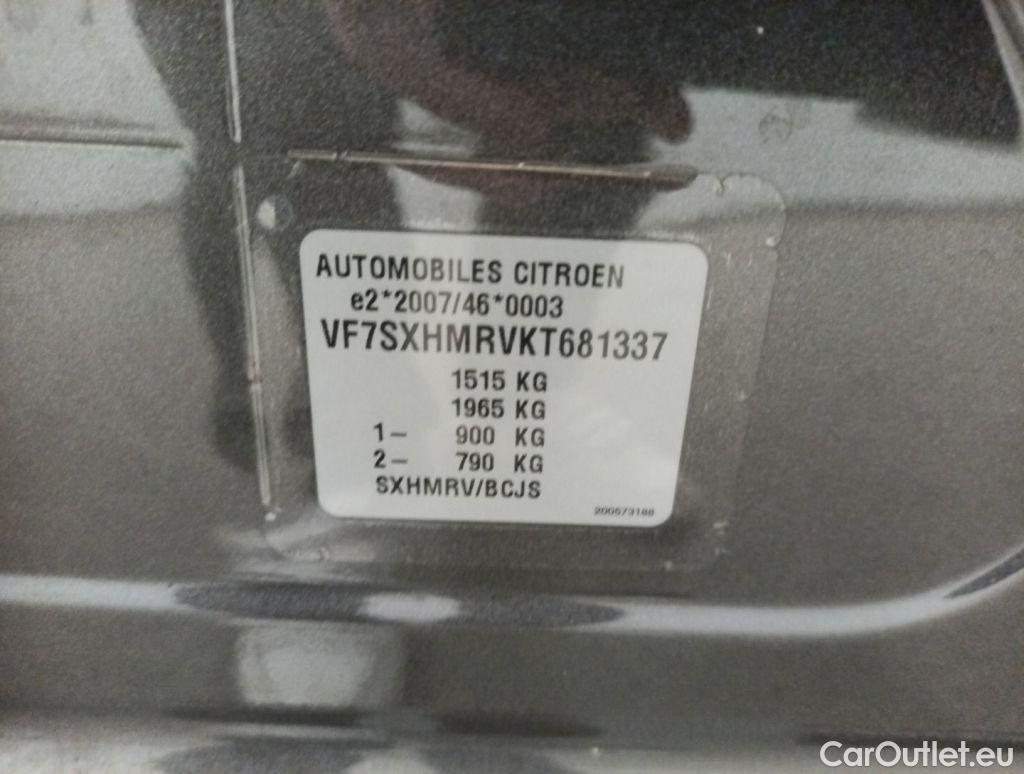 AUTOMOBILES CITROEN
e2*2007/46*0003
VF7SXHMRVKT681337
1515 KG
1965 KG
1– 900 KG
2– 790 KG
SXHMRV/BCJS
200573188
CarOutlet.eu